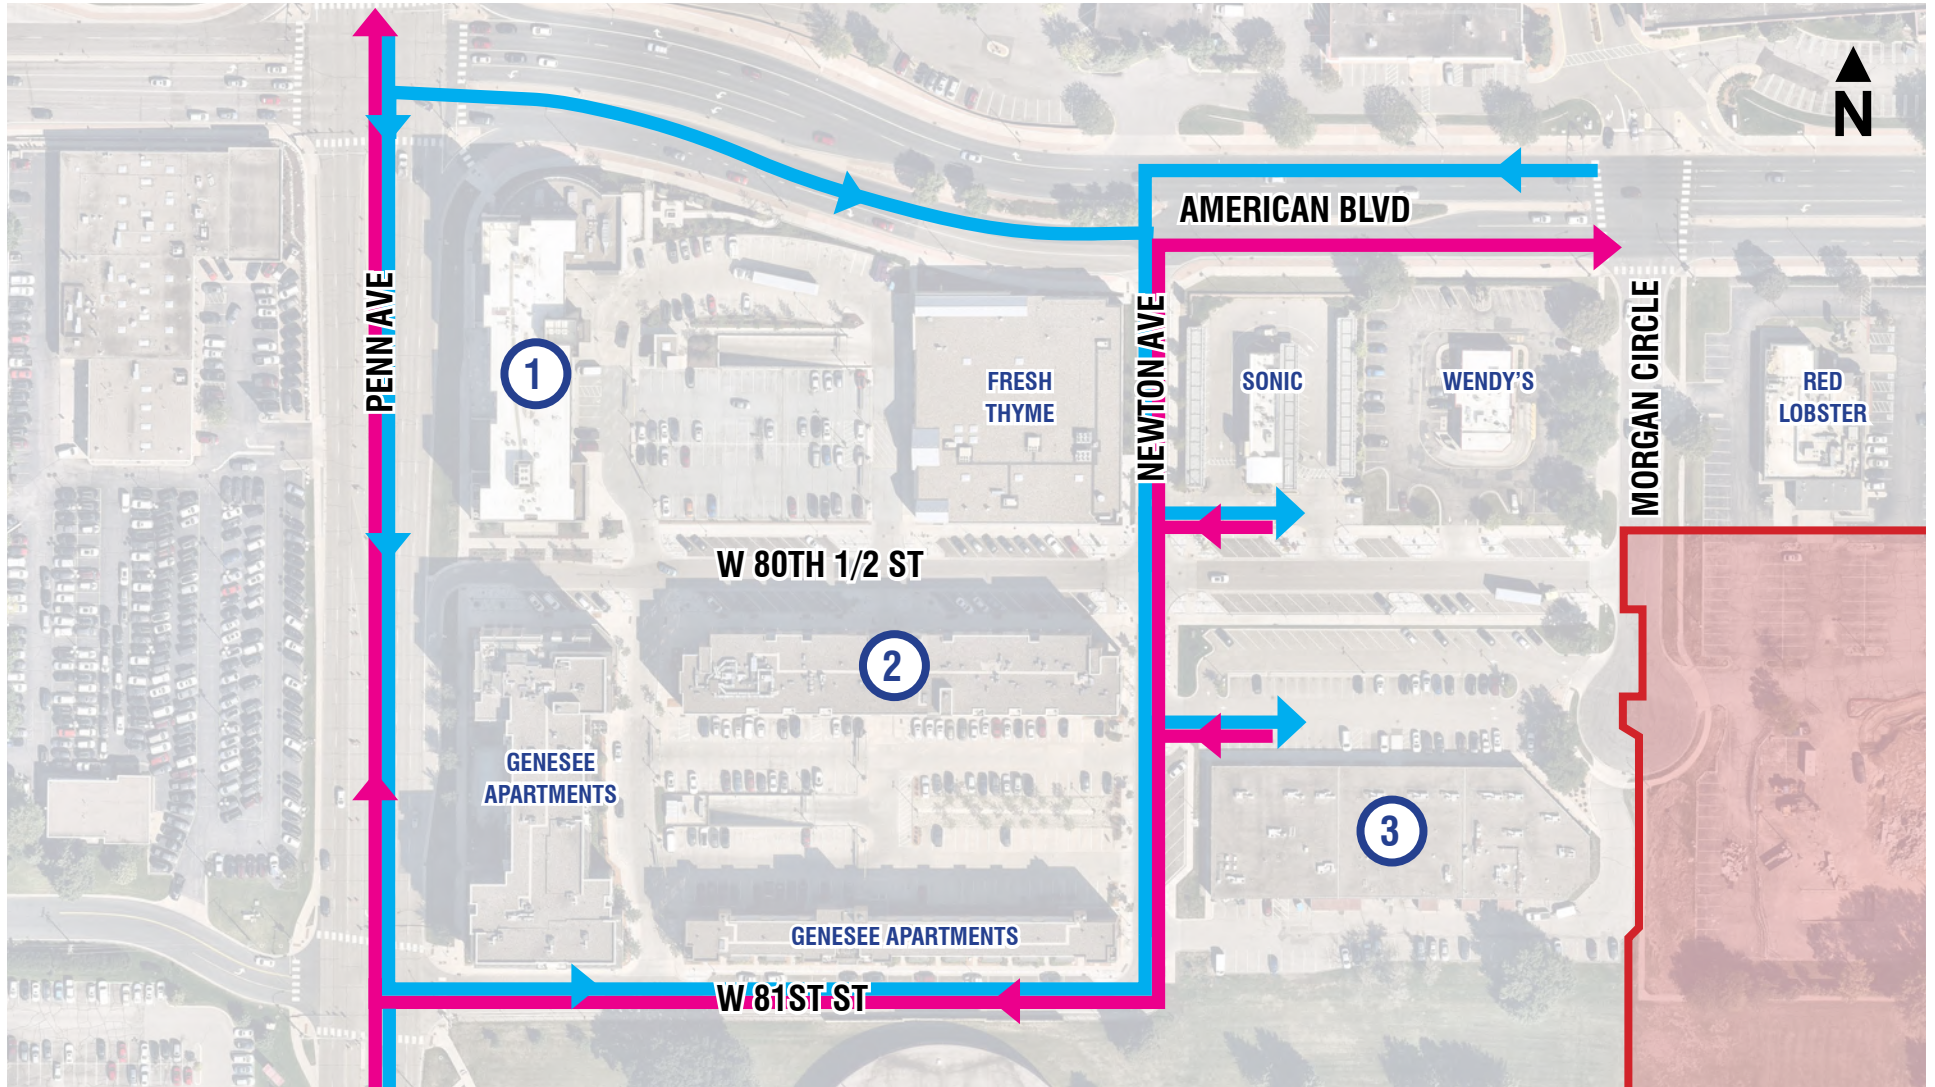 N
AMERICAN BLVD
PENN AVE
NEWTON AVE
MORGAN CIRCLE
1
FRESH
THYME
SONIC
WENDY'S
RED
LOBSTER
W 80TH 1/2 ST
2
GENESEE
APARTMENTS
3
GENESEE APARTMENTS
W 81ST ST